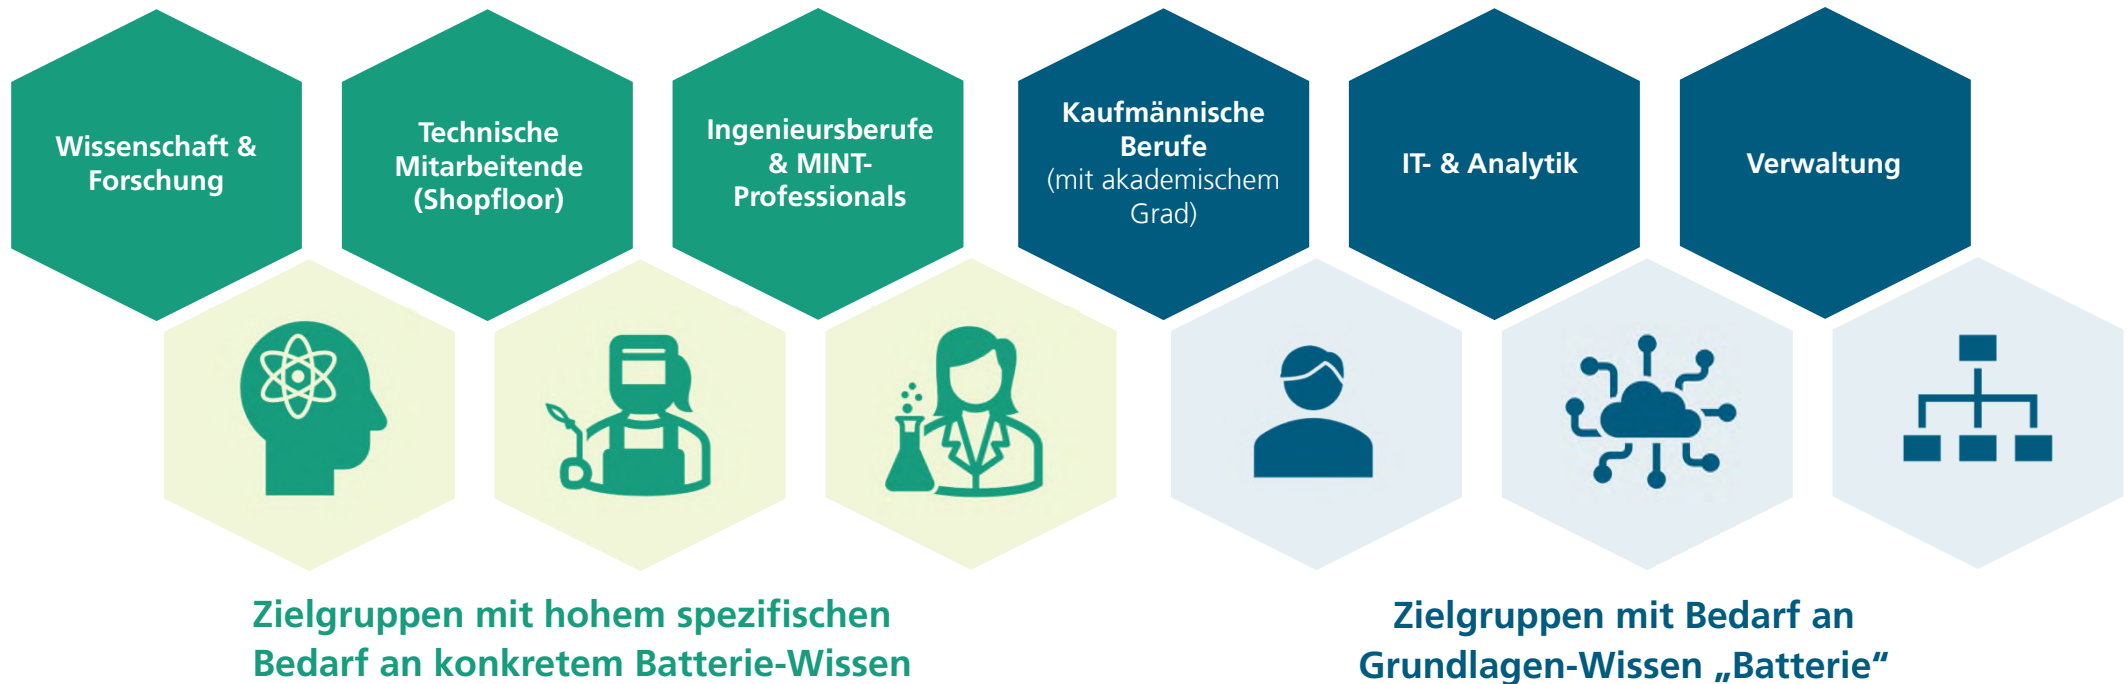 Wissenschaft &
Forschung
Technische
Mitarbeitende
(Shopfloor)
Ingenieursberufe
& MINT-
Professionals
Kaufmännische
Berufe
(mit akademischem
Grad)
IT- & Analytik
Verwaltung
Zielgruppen mit hohem spezifischen
Bedarf an konkretem Batterie-Wissen
Zielgruppen mit Bedarf an
Grundlagen-Wissen „Batterie“